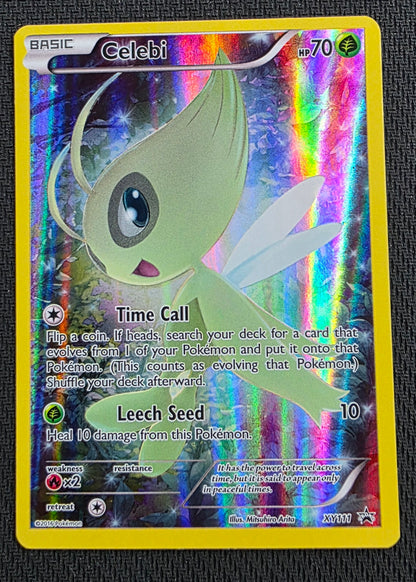 BASIC
Celebi
HP70
Time Call
Flip a coin. If heads, search your deck for a card that
evolves from 1 of your Pokémon and put it onto that
Pokémon. (This counts as evolving that Pokémon.)
Shuffle your deck afterward.
Leech Seed 10
Heal 10 damage from this Pokémon.
weakness resistance
×2
It has the power to travel across
time, but it is said to appear only
in peaceful times.
retreat
©2016 Pokémon
Illus. Mitsuhiro Arita
XY111